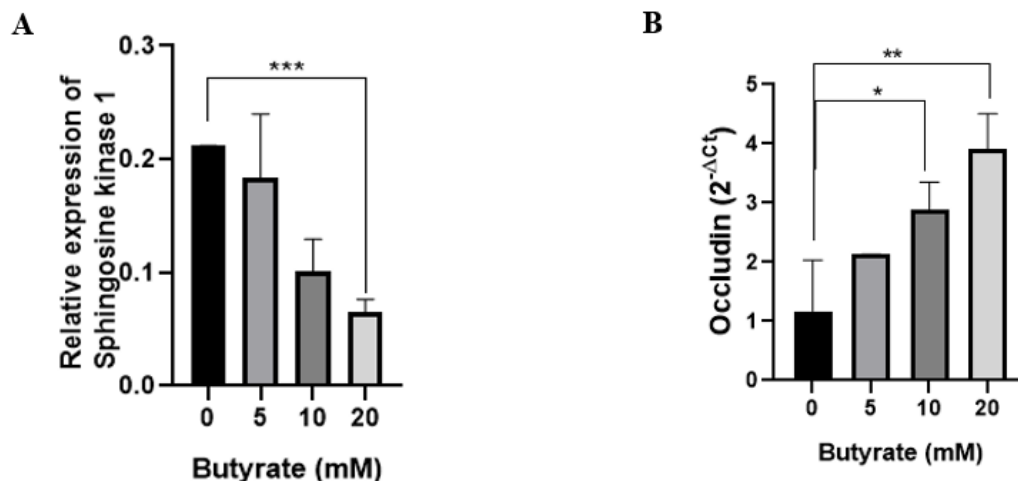 A
Relative expression of
Sphingosine kinase 1
0.3
0.2
0.1
0.0
***
0 5 10 20
Butyrate (mM)
B
Occludin (2^-ΔCt)
5
4
3
2
1
0
**
*
0 5 10 20
Butyrate (mM)